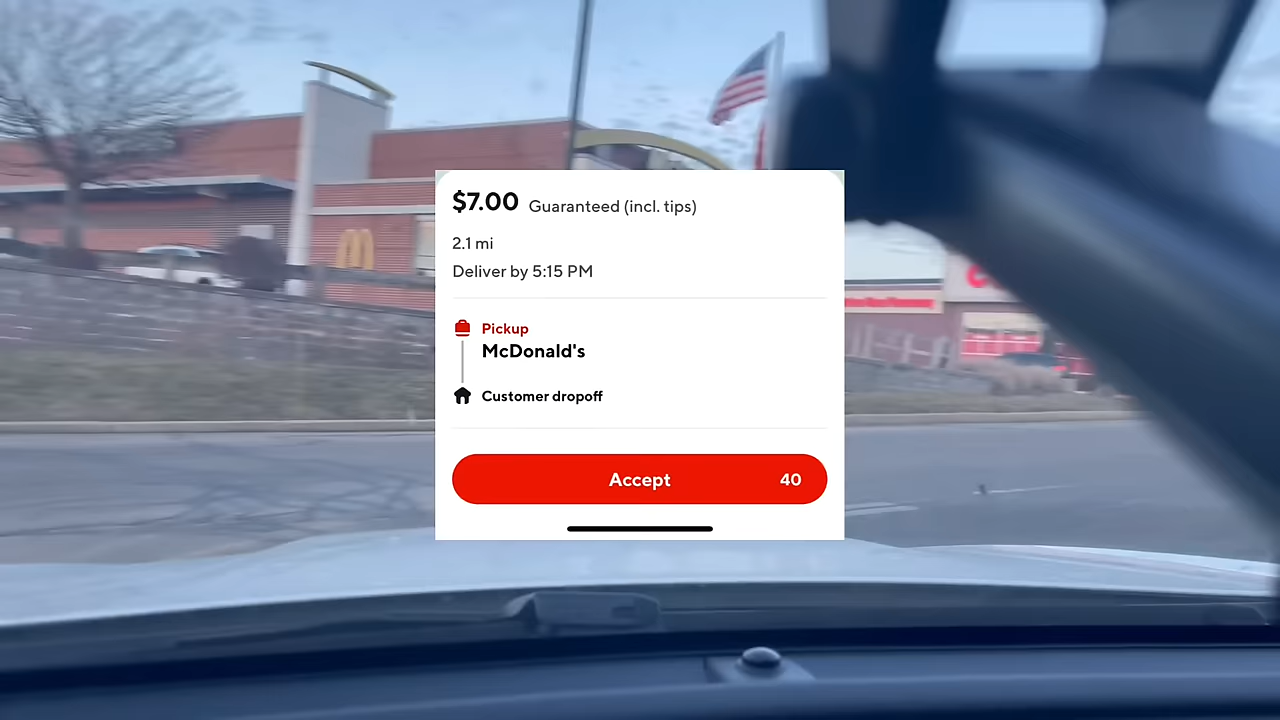 $7.00 Guaranteed (incl. tips)
2.1 mi
Deliver by 5:15 PM
Pickup
McDonald's
Customer dropoff
Accept 40